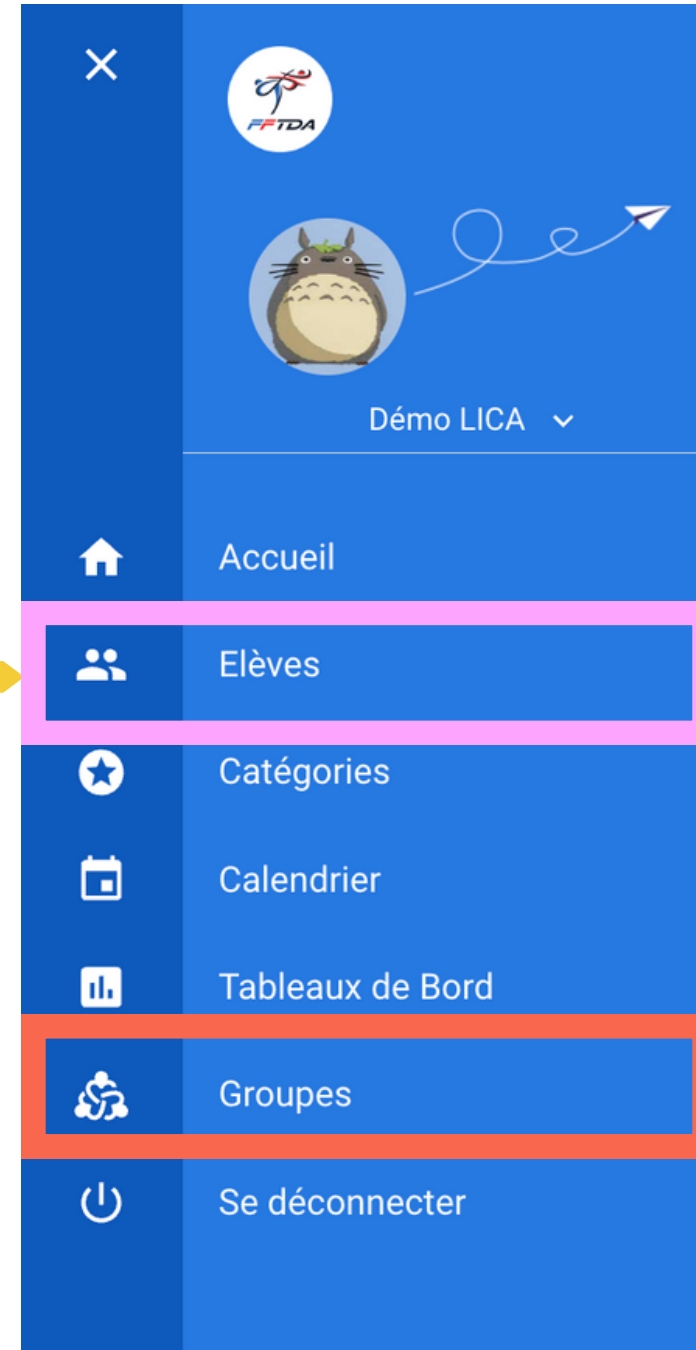 FFTDA
Démo LICA
Accueil
Elèves
Catégories
Calendrier
Tableaux de Bord
Groupes
Se déconnecter